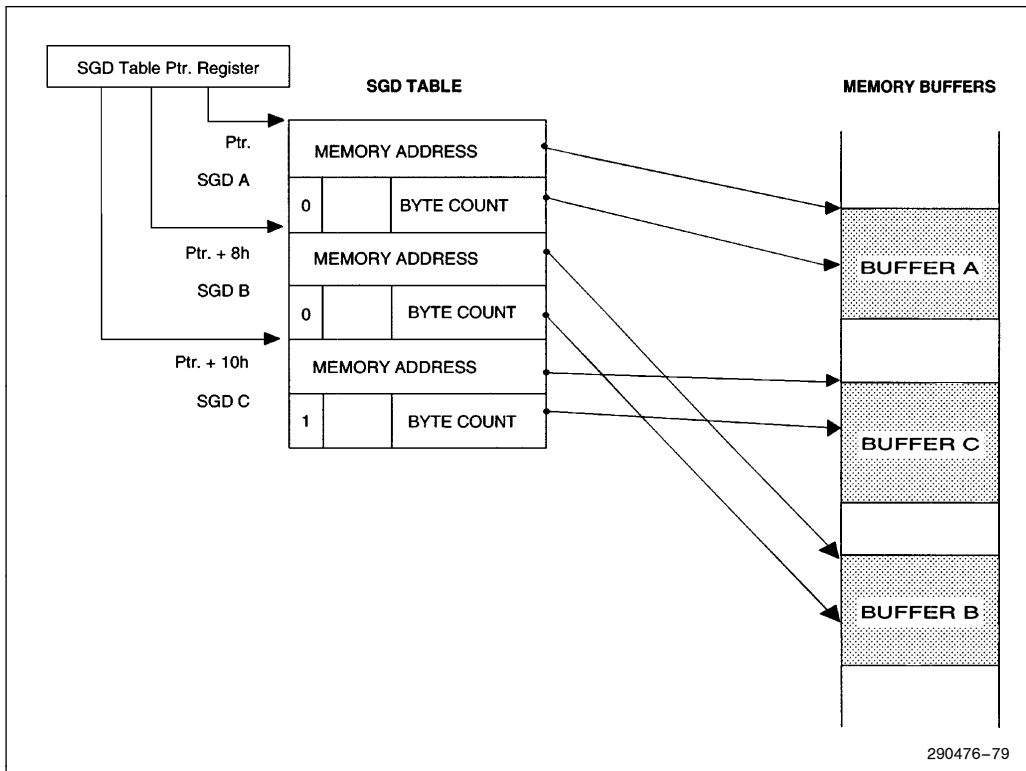 SGD Table Ptr. Register
SGD TABLE
MEMORY BUFFERS
Ptr.
SGD A
MEMORY ADDRESS
0
BYTE COUNT
Ptr. + 8h
SGD B
MEMORY ADDRESS
0
BYTE COUNT
Ptr. + 10h
SGD C
MEMORY ADDRESS
1
BYTE COUNT
BUFFER A
BUFFER C
BUFFER B
290476–79